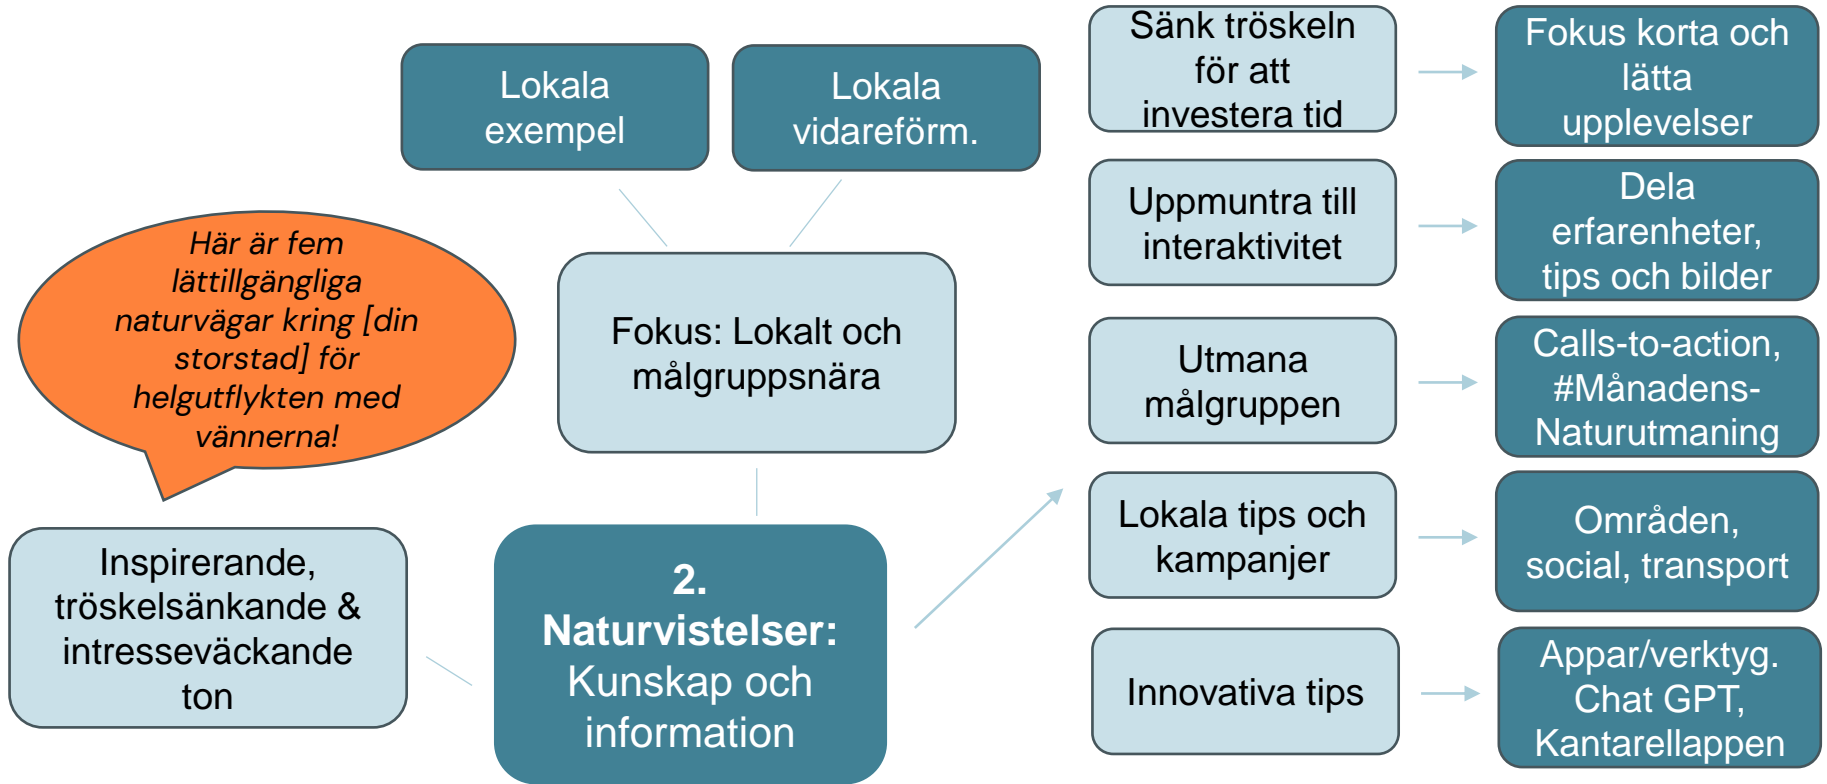 Lokala
exempel
Lokala
vidareförm.
Här är fem
lättillgängliga
naturvägar kring [din
storstad] för
helgutflykten med
vännerna!
Fokus: Lokalt och
målgruppsnära
Inspirerande,
tröskelsänkande &
intresseväckande
ton
2.
Naturvistelser:
Kunskap och
information
Sänk tröskeln
för att
investera tid
Fokus korta och
lätta
upplevelser
Uppmuntra till
interaktivitet
Dela
erfarenheter,
tips och bilder
Utmana
målgruppen
Calls-to-action,
#Månadens-
Naturutmaning
Lokala tips och
kampanjer
Områden,
social, transport
Innovativa tips
Appar/verktyg.
Chat GPT,
Kantarellappen